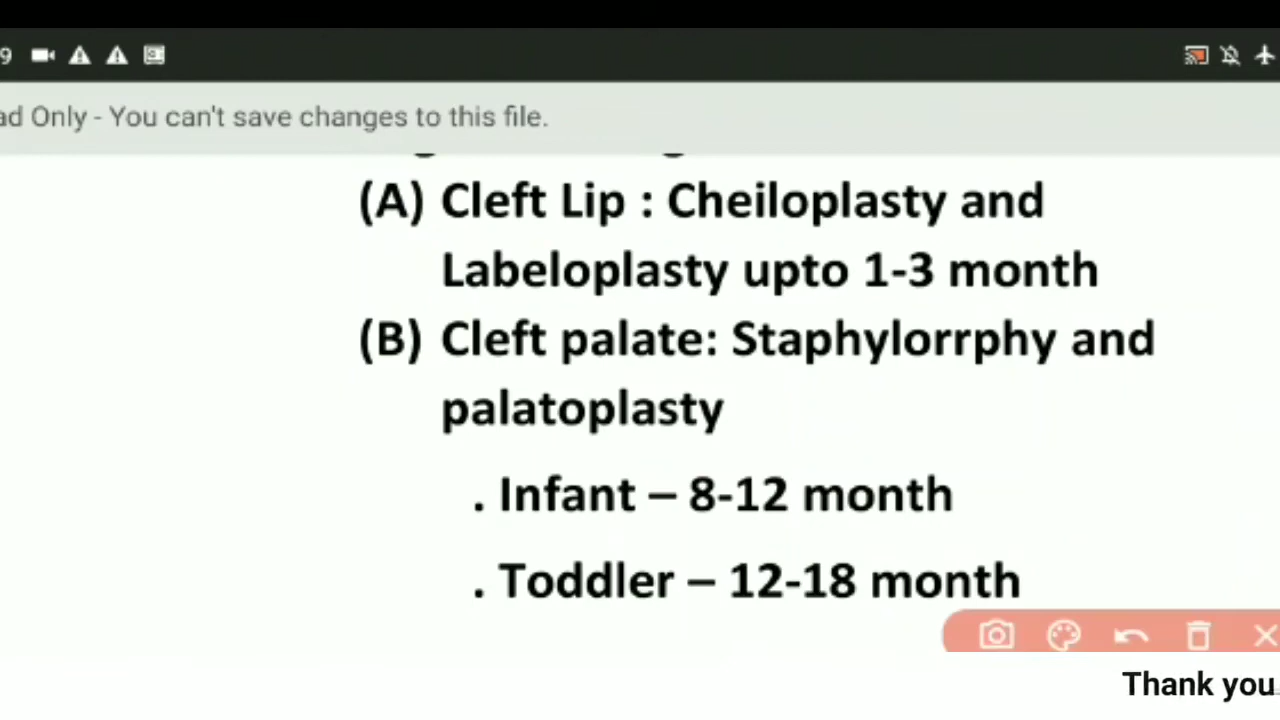 9
ad Only - You can't save changes to this file.
(A) Cleft Lip : Cheiloplasty and
Labeloplasty upto 1-3 month
(B) Cleft palate: Staphylorrphy and
palatoplasty
. Infant – 8-12 month
. Toddler – 12-18 month
Thank you